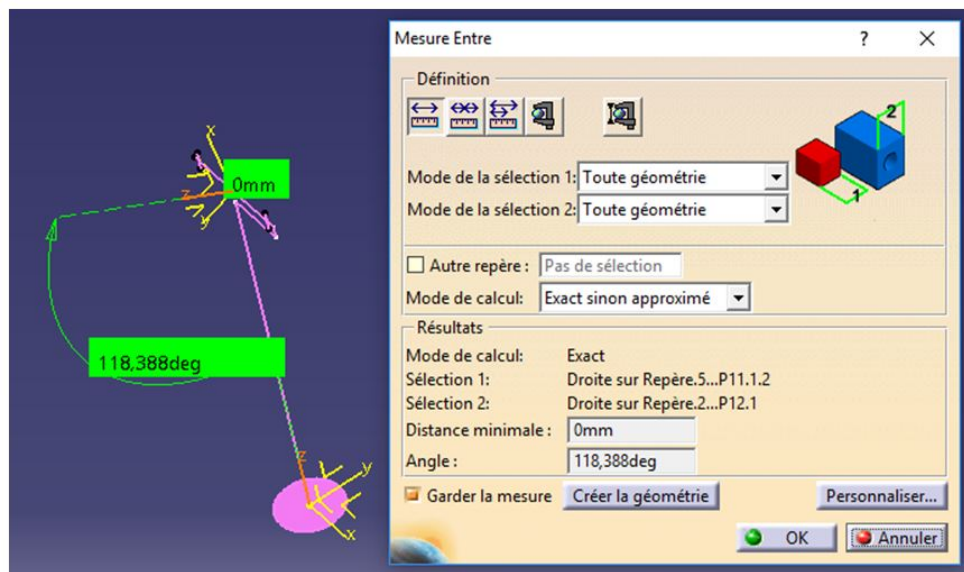 x
0mm
z
y
118,388deg
z
y
x
Mesure Entre ? X
Définition
2
1
Mode de la sélection 1: Toute géométrie
Mode de la sélection 2: Toute géométrie
Autre repère : Pas de sélection
Mode de calcul: Exact sinon approximé
Résultats
Mode de calcul: Exact
Sélection 1: Droite sur Repère.5...P11.1.2
Sélection 2: Droite sur Repère.2...P12.1
Distance minimale : 0mm
Angle : 118,388deg
Garder la mesure Créer la géométrie Personnaliser...
OK Annuler